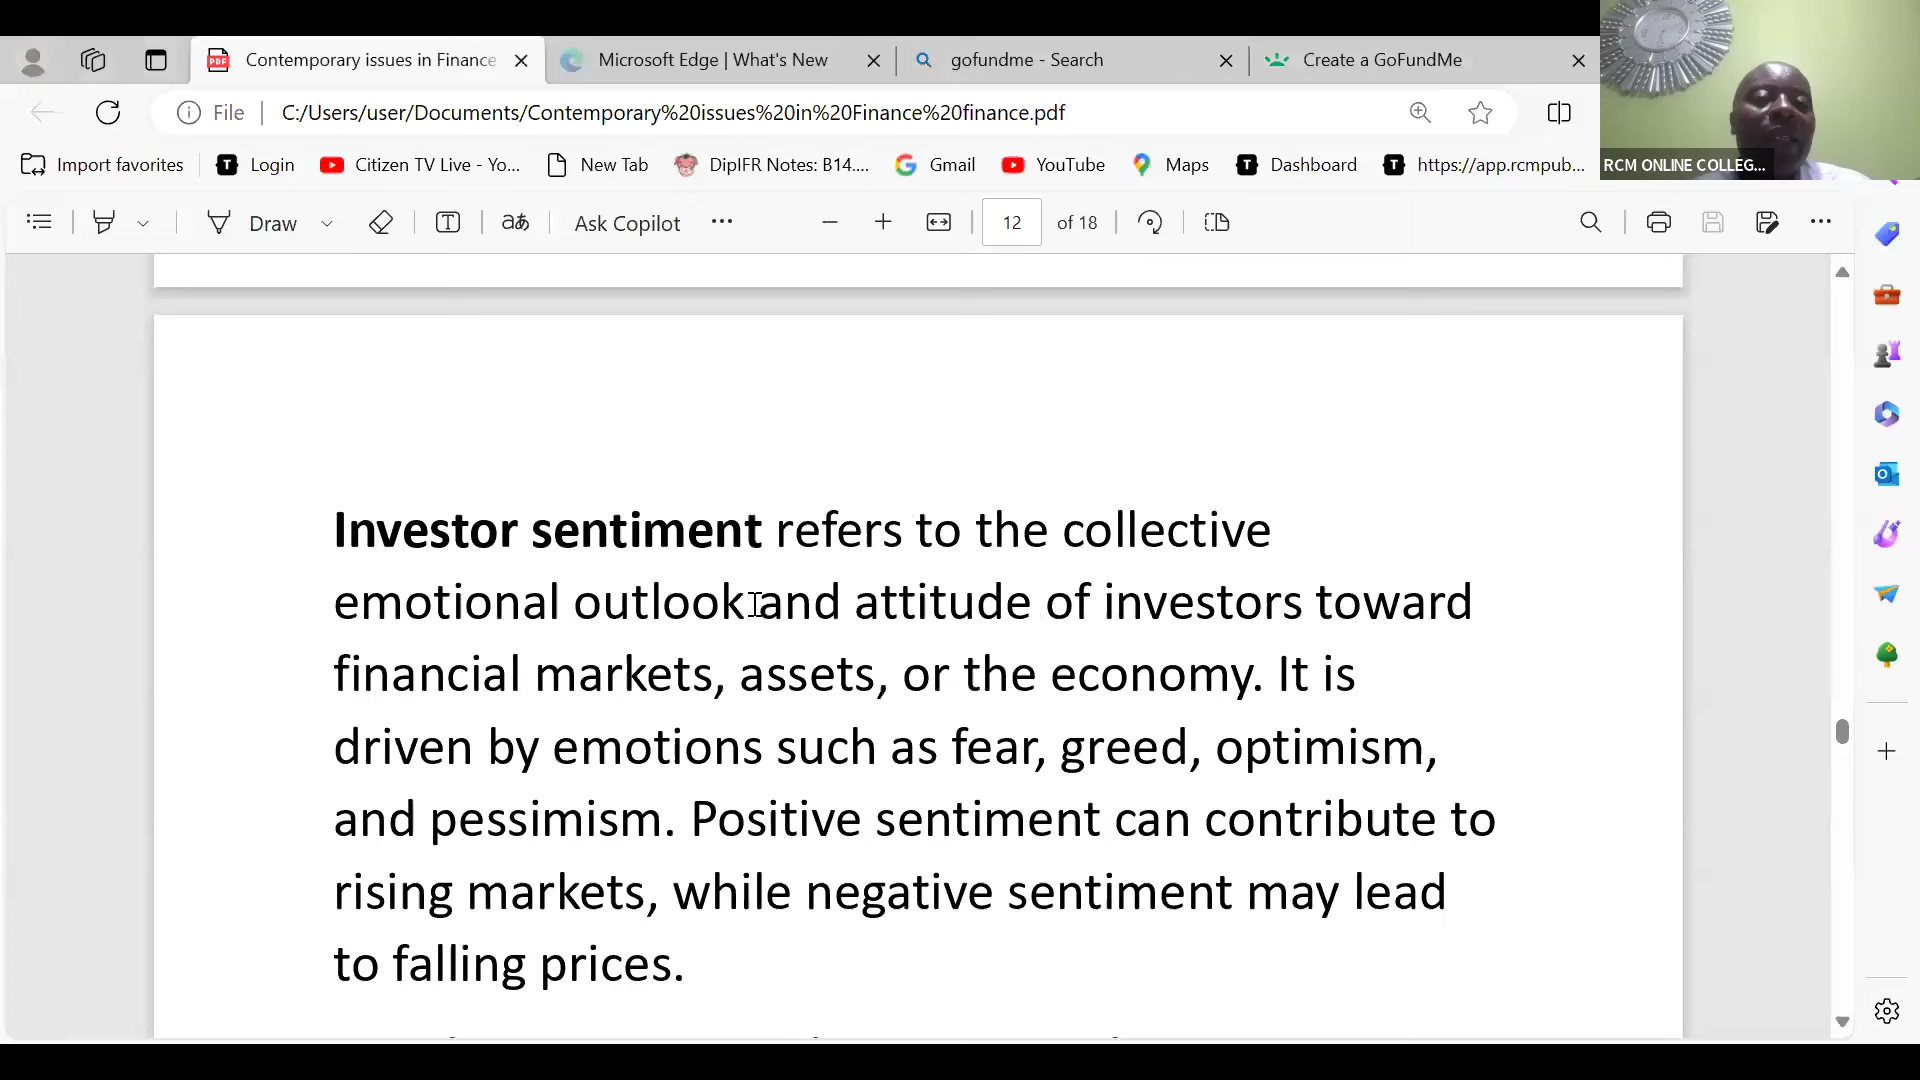 Contemporary issues in Finance
Microsoft Edge | What's New
gofundme - Search
Create a GoFundMe
File
C:/Users/user/Documents/Contemporary%20issues%20in%20Finance%20finance.pdf
Import favorites
Login
Citizen TV Live - Yo...
New Tab
DipIFR Notes: B14....
Gmail
YouTube
Maps
Dashboard
https://app.rcmpub...
RCM ONLINE COLLEG...
Draw
Ask Copilot
12 of 18
Investor sentiment refers to the collective
emotional outlook and attitude of investors toward
financial markets, assets, or the economy. It is
driven by emotions such as fear, greed, optimism,
and pessimism. Positive sentiment can contribute to
rising markets, while negative sentiment may lead
to falling prices.